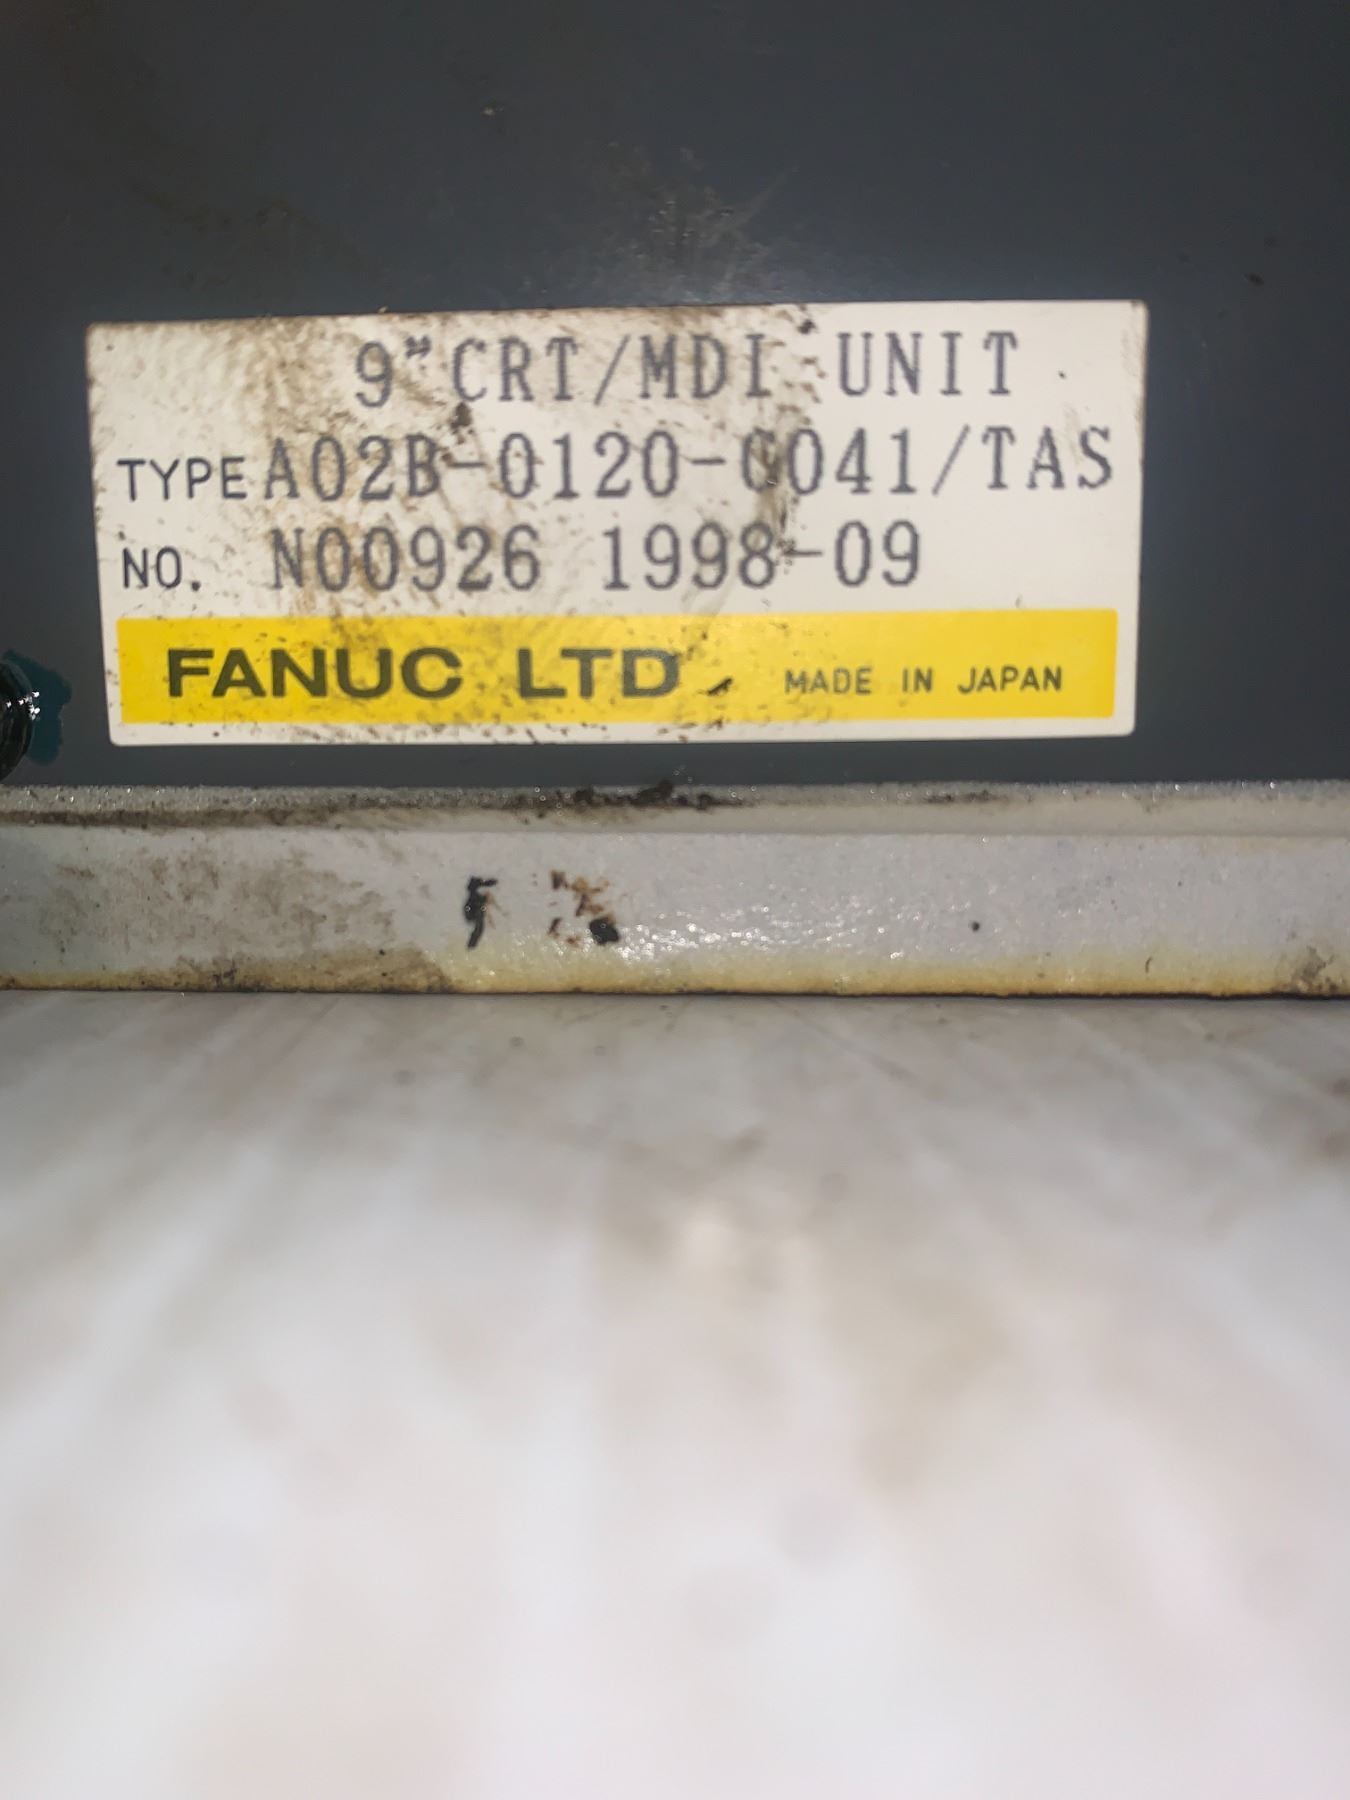 9" CRT/MDI UNIT
TYPE A02B-0120-C041/TAS
NO. N00926 1998-09
FANUC LTD MADE IN JAPAN